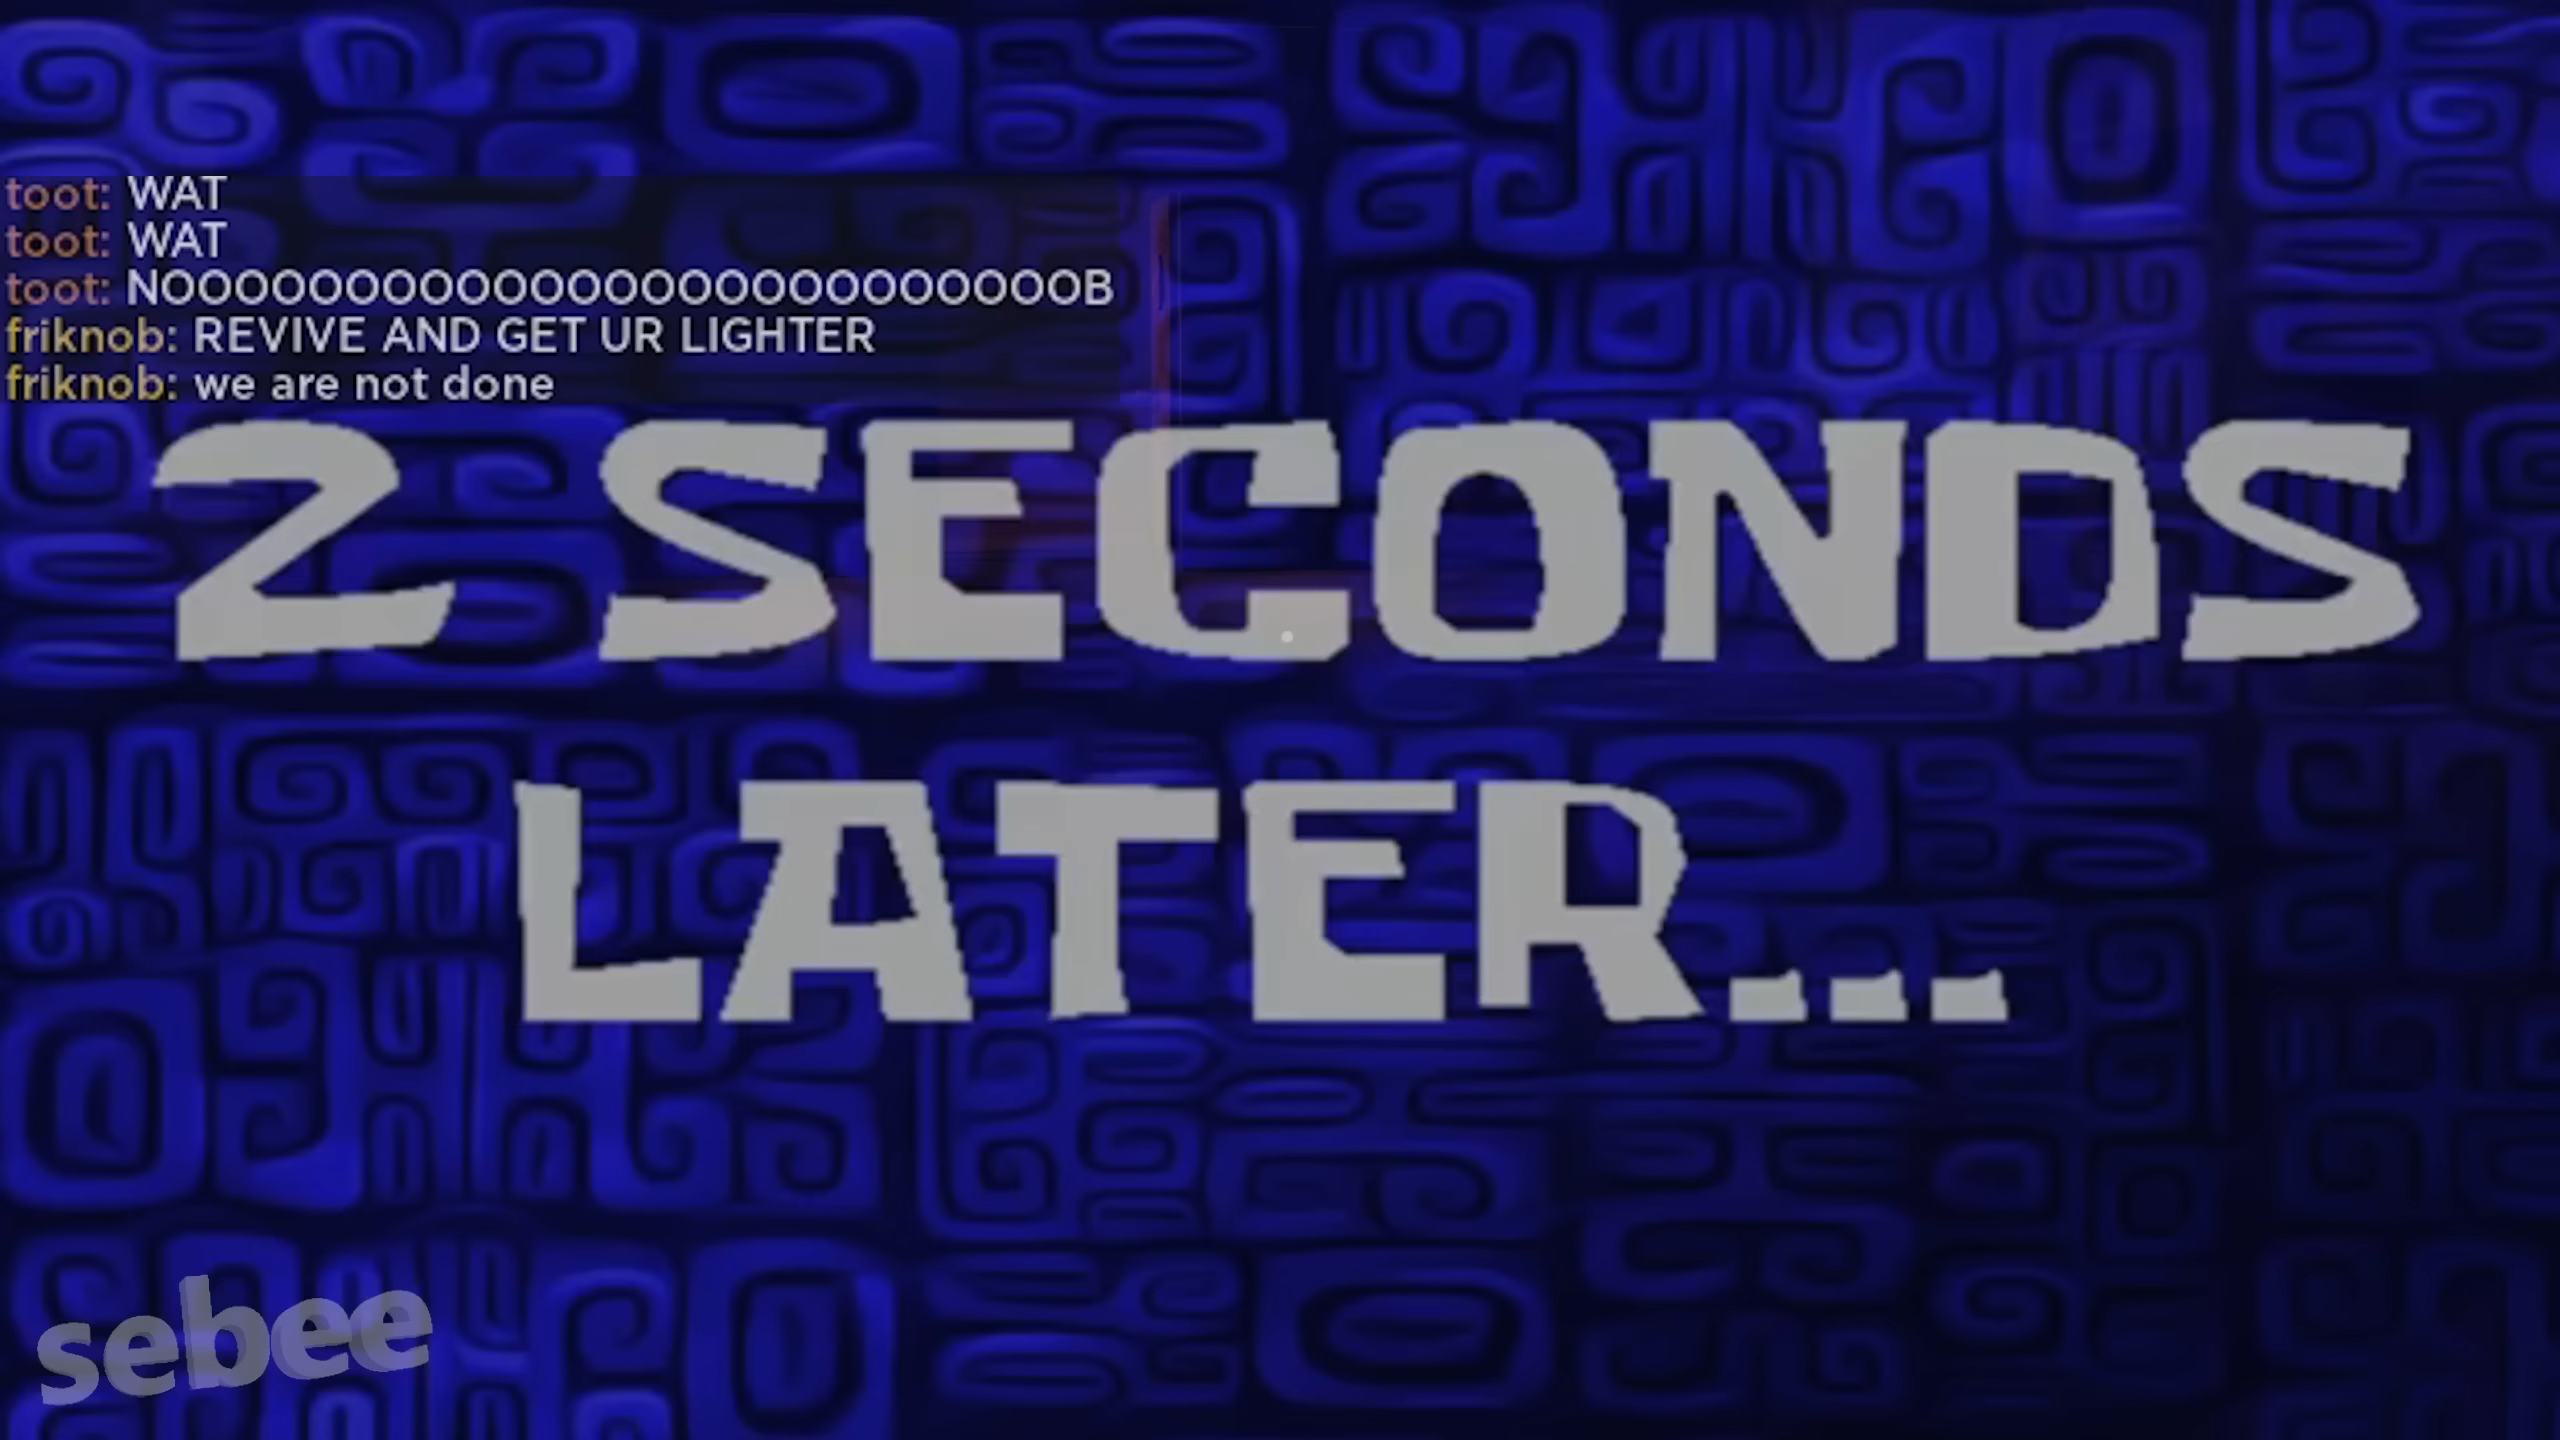 toot: WAT
toot: WAT
toot: NOOOOOOOOOOOOOOOOOOOOOOOOOB
friknob: REVIVE AND GET UR LIGHTER
friknob: we are not done
2 SECONDS
LATER...
sebee